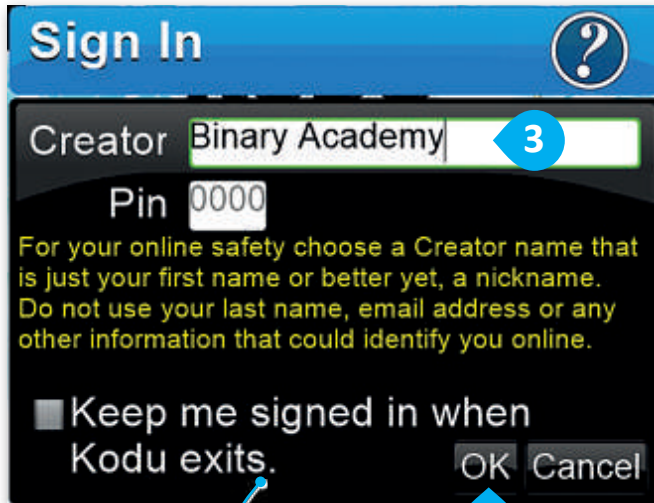 Sign In
?
Creator Binary Academy 3
Pin 0000
For your online safety choose a Creator name that
is just your first name or better yet, a nickname.
Do not use your last name, email address or any
other information that could identify you online.
Keep me signed in when
Kodu exits.
OK Cancel